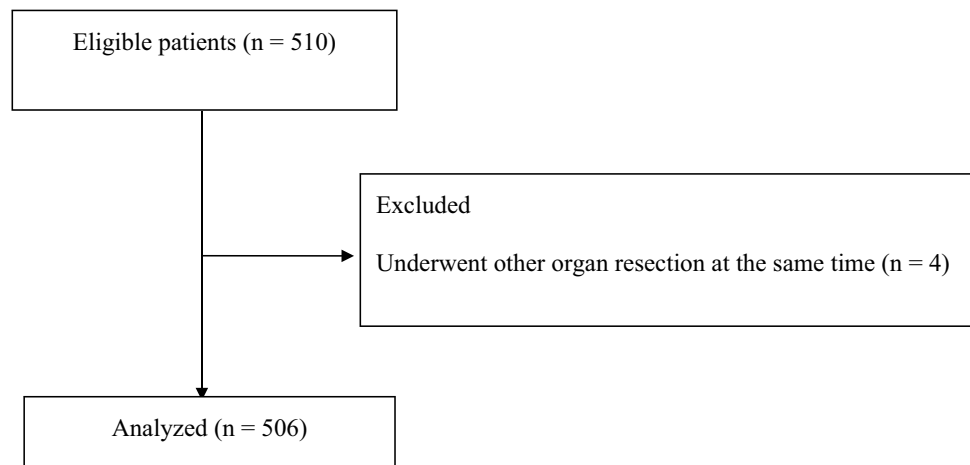 Eligible patients (n = 510)
Excluded
Underwent other organ resection at the same time (n = 4)
Analyzed (n = 506)